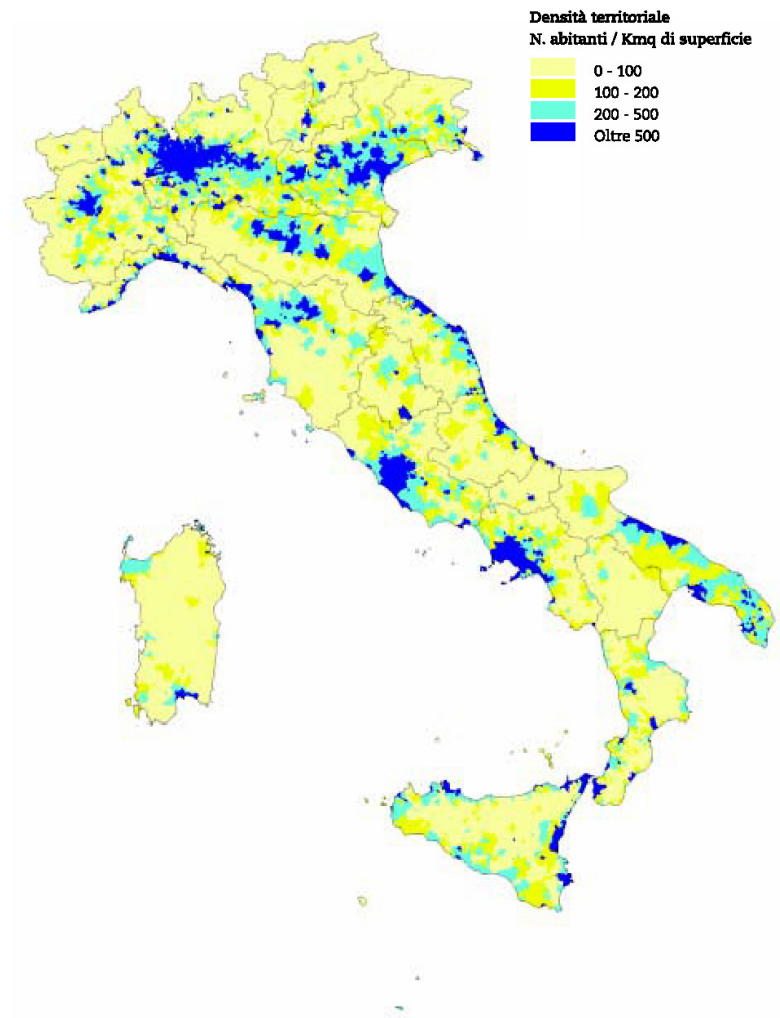 Densità territoriale
N. abitanti / Kmq di superficie
0 - 100
100 - 200
200 - 500
Oltre 500